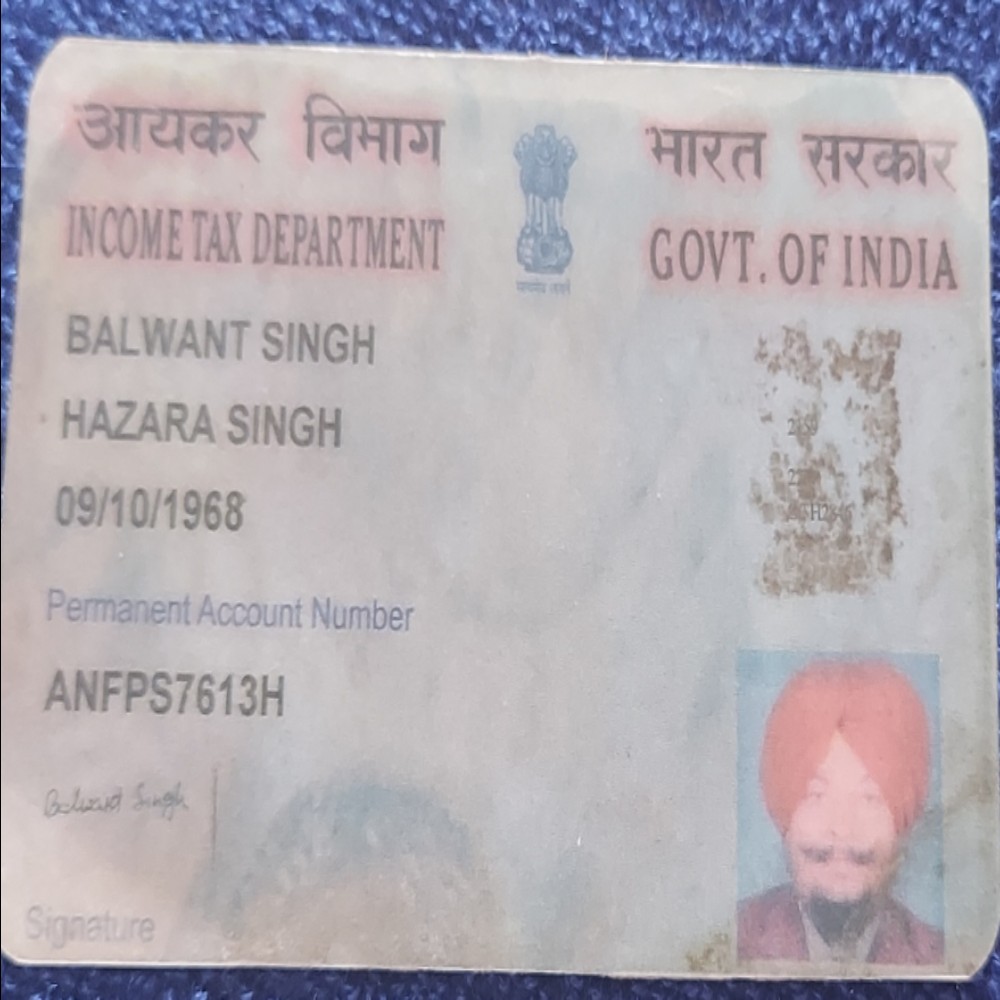 आयकर विभाग
INCOME TAX DEPARTMENT
भारत सरकार
GOVT. OF INDIA
BALWANT SINGH
HAZARA SINGH
09/10/1968
Permanent Account Number
ANFPS7613H
Balwant Singh
Signature